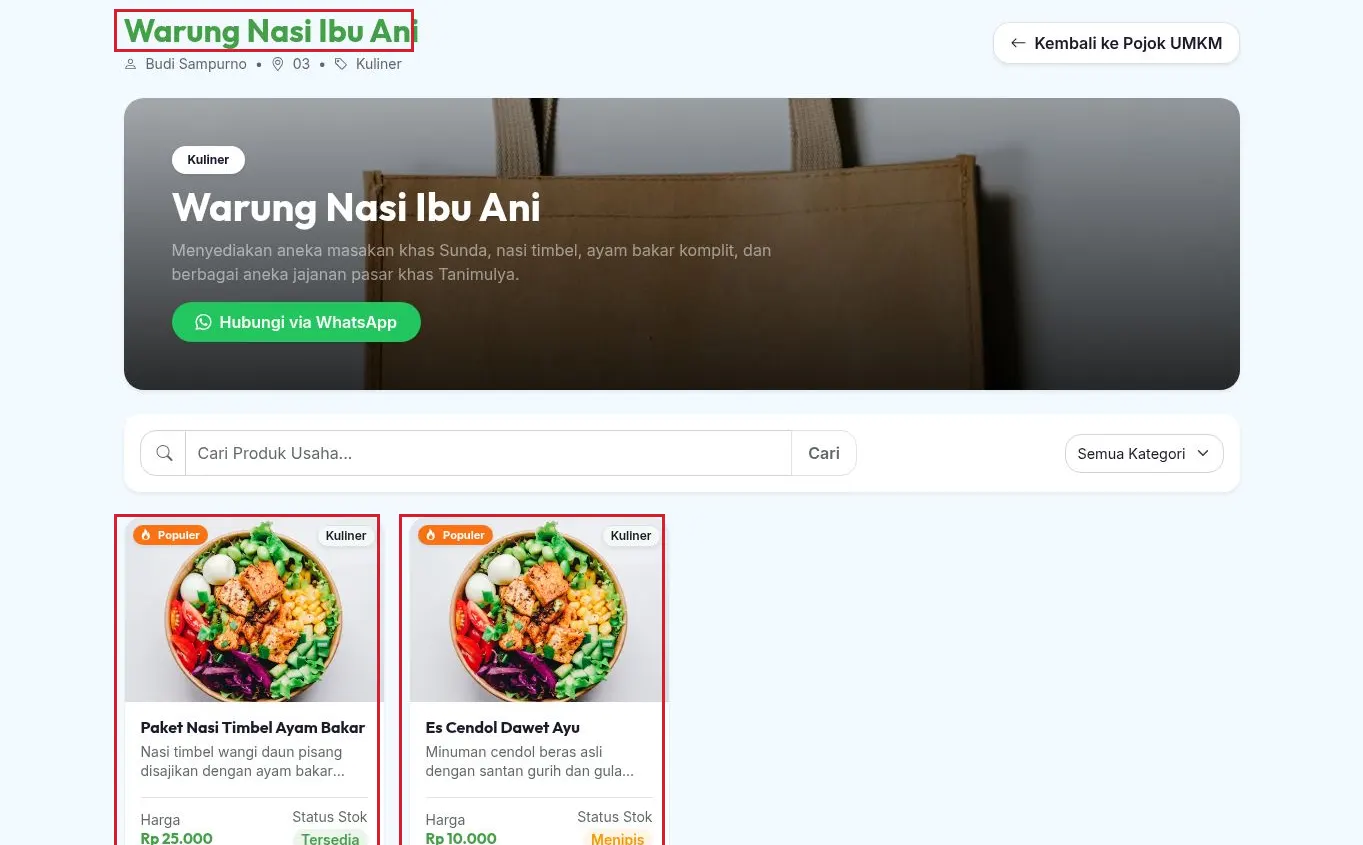 Warung Nasi Ibu Ani
Budi Sampurno • 03 • Kuliner
← Kembali ke Pojok UMKM
Kuliner
Warung Nasi Ibu Ani
Menyediakan aneka masakan khas Sunda, nasi timbel, ayam bakar komplit, dan
berbagai aneka jajanan pasar khas Tanimulya.
Hubungi via WhatsApp
Cari Produk Usaha...
Cari
Semua Kategori
Populer
Kuliner
Paket Nasi Timbel Ayam Bakar
Nasi timbel wangi daun pisang
disajikan dengan ayam bakar...
Harga
Status Stok
Rp 25.000
Tersedia
Populer
Kuliner
Es Cendol Dawet Ayu
Minuman cendol beras asli
dengan santan gurih dan gula...
Harga
Status Stok
Rp 10.000
Menipis